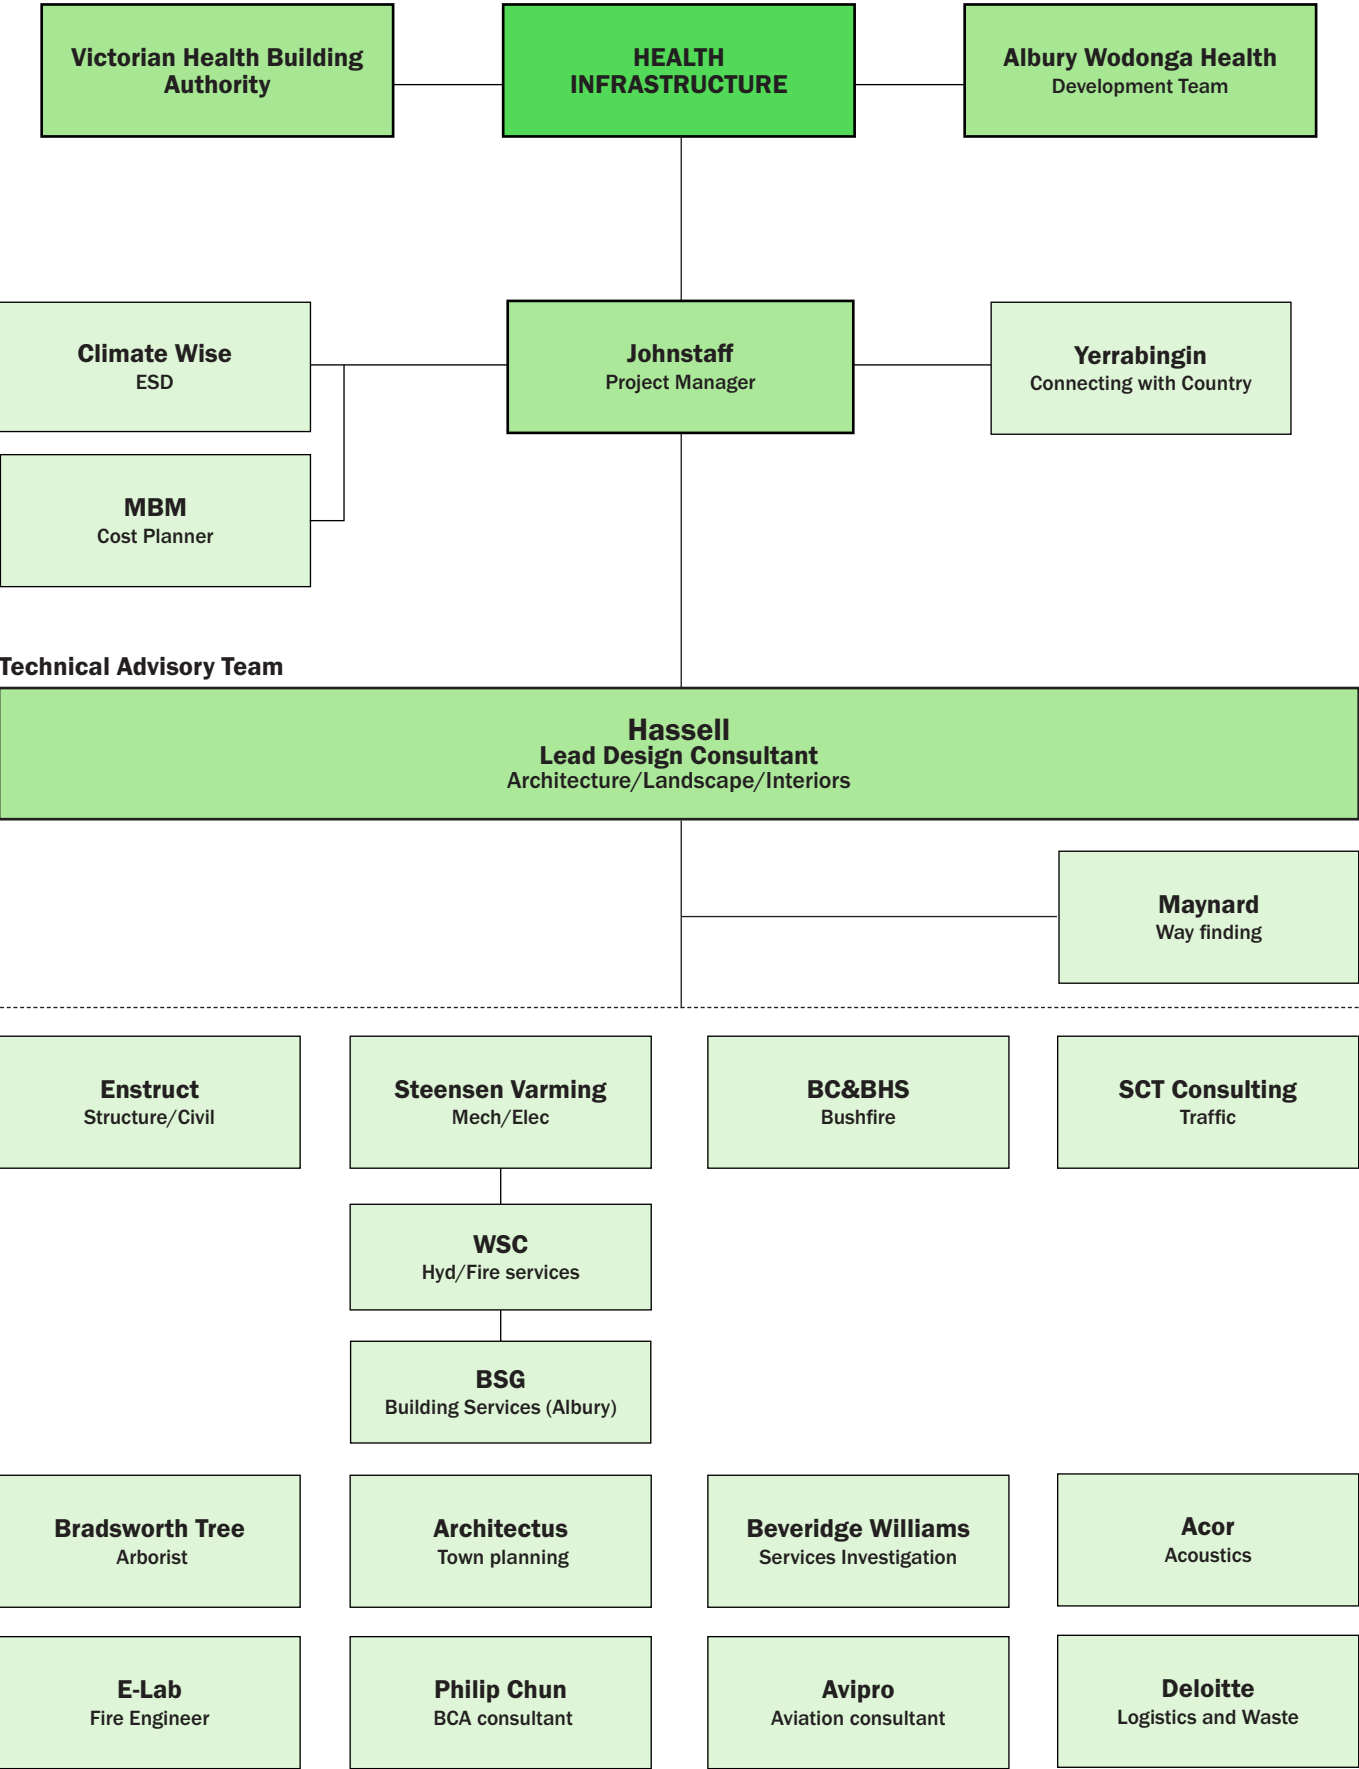 Victorian Health Building
Authority
HEALTH
INFRASTRUCTURE
Albury Wodonga Health
Development Team
Climate Wise
ESD
Johnstaff
Project Manager
Yerrabingin
Connecting with Country
MBM
Cost Planner
Technical Advisory Team
Hassell
Lead Design Consultant
Architecture/Landscape/Interiors
Maynard
Way finding
Enstruct
Structure/Civil
Steensen Varming
Mech/Elec
BC&BHS
Bushfire
SCT Consulting
Traffic
WSC
Hyd/Fire services
BSG
Building Services (Albury)
Bradsworth Tree
Arborist
Architectus
Town planning
Beveridge Williams
Services Investigation
Acor
Acoustics
E-Lab
Fire Engineer
Philip Chun
BCA consultant
Avipro
Aviation consultant
Deloitte
Logistics and Waste